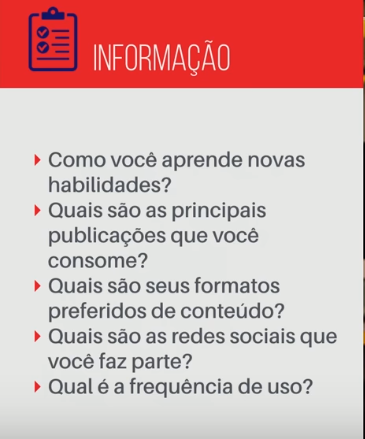 INFORMAÇÃO
Como você aprende novas
habilidades?
Quais são as principais
publicações que você
consome?
Quais são seus formatos
preferidos de conteúdo?
Quais são as redes sociais que
você faz parte?
Qual é a frequência de uso?